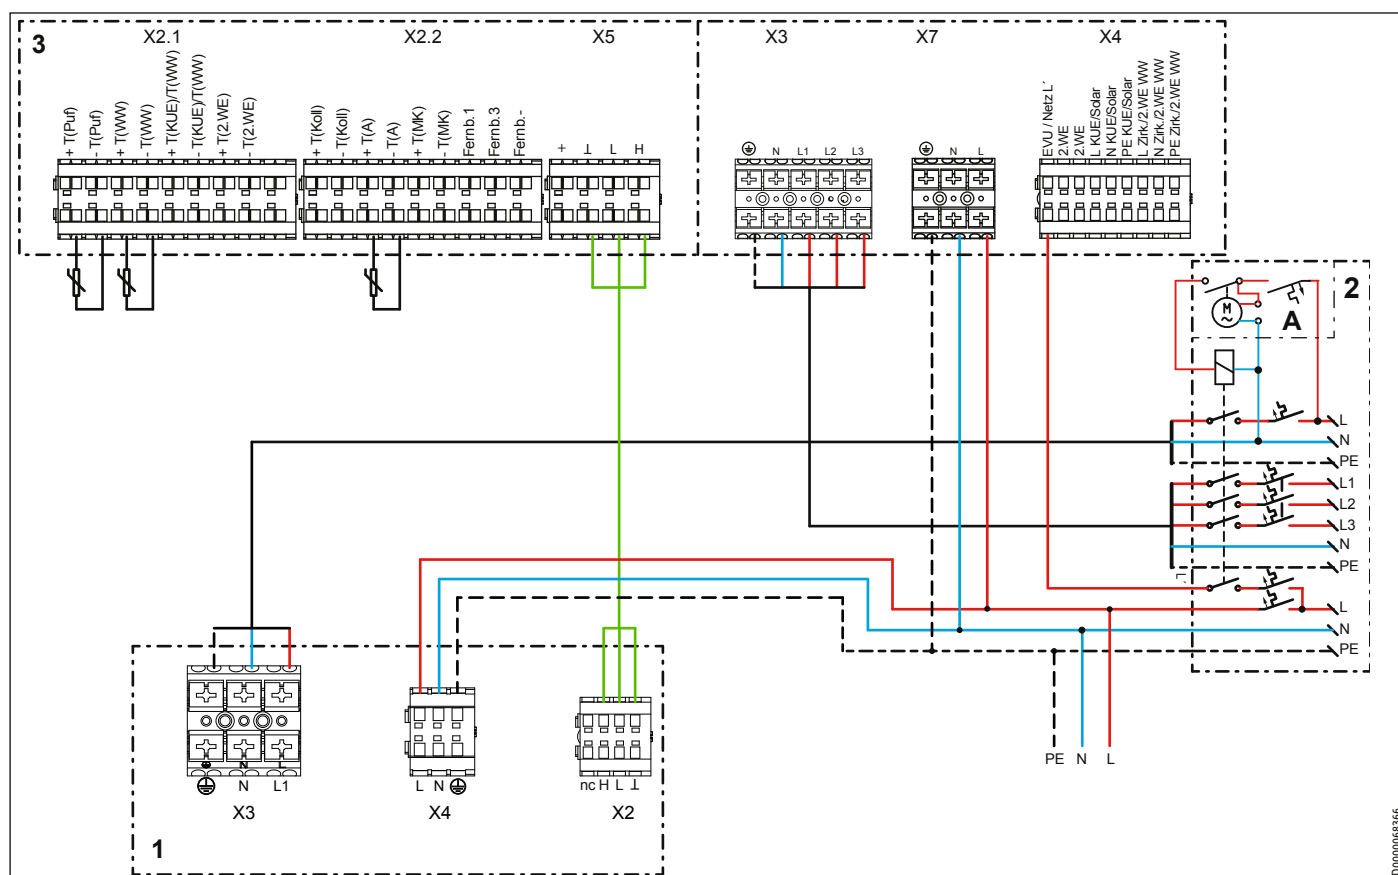 3
X2.1
X2.2
X5
X3
X7
X4
+ T(Puf)
- T(Puf)
+ T(WW)
- T(WW)
+ T(KUE)/T(WW)
- T(KUE)/T(WW)
+ T(2.WE)
- T(2.WE)
+ T(Koll)
- T(Koll)
+ T(A)
- T(A)
+ T(MK)
- T(MK)
Fernb.1
Fernb.3
Fernb.-
+ ⊥ L H
N L1 L2 L3
N L
EVU / Netz L'
2.WE
2.WE
L KUE/Solar
N KUE/Solar
PE KUE/Solar
L Zirk./2.WE WW
N Zirk./2.WE WW
PE Zirk./2.WE WW
2
M
~
A
L
N
PE
L1
L2
L3
N
PE
L'
L
N
PE
PE N L
N L
N L1
X3
L N
X4
nc H L ⊥
X2
1
D0000068366